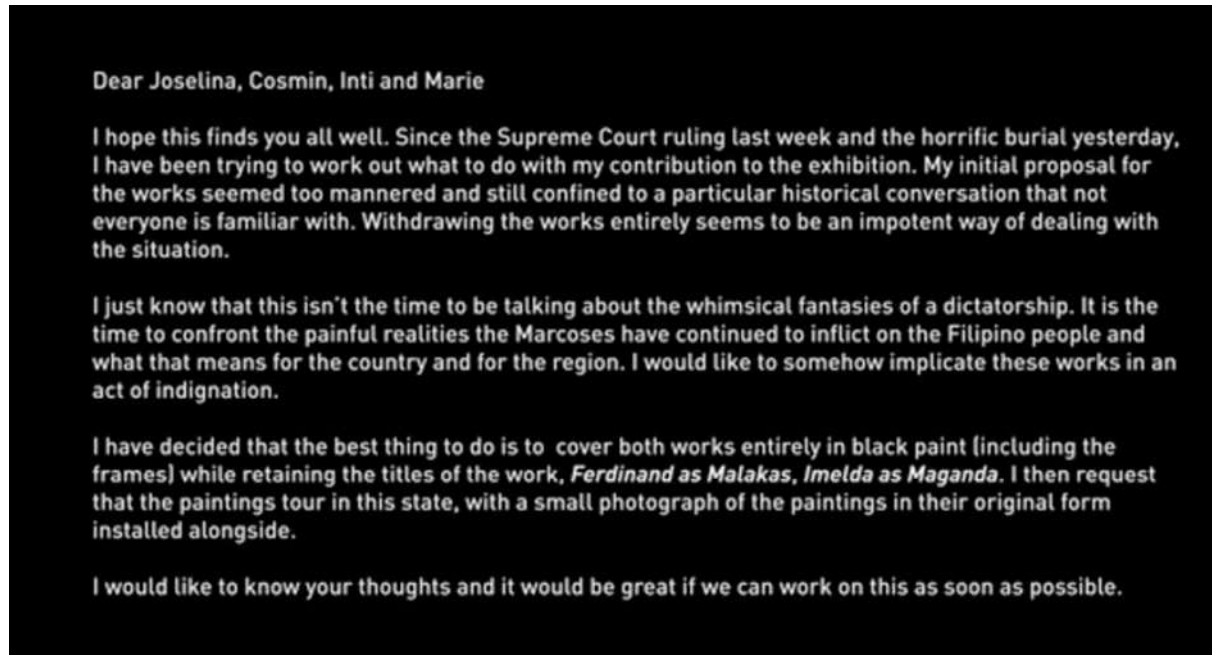 Dear Joselina, Cosmin, Inti and Marie
I hope this finds you all well. Since the Supreme Court ruling last week and the horrific burial yesterday,
I have been trying to work out what to do with my contribution to the exhibition. My initial proposal for
the works seemed too mannered and still confined to a particular historical conversation that not
everyone is familiar with. Withdrawing the works entirely seems to be an impotent way of dealing with
the situation.
I just know that this isn't the time to be talking about the whimsical fantasies of a dictatorship. It is the
time to confront the painful realities the Marcoses have continued to inflict on the Filipino people and
what that means for the country and for the region. I would like to somehow implicate these works in an
act of indignation.
I have decided that the best thing to do is to  cover both works entirely in black paint (including the
frames) while retaining the titles of the work, Ferdinand as Malakas, Imelda as Maganda. I then request
that the paintings tour in this state, with a small photograph of the paintings in their original form
installed alongside.
I would like to know your thoughts and it would be great if we can work on this as soon as possible.